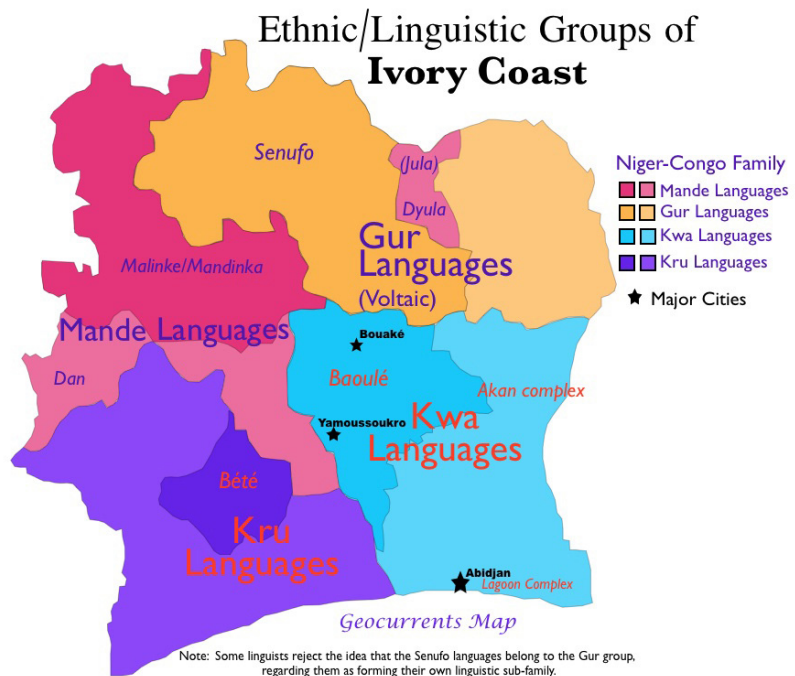 Ethnic/Linguistic Groups of
Ivory Coast
Senufo
(Jula)
Dyula
Niger-Congo Family
Mande Languages
Gur Languages
Kwa Languages
Kru Languages
Major Cities
Gur
Languages
(Voltaic)
Malinke/Mandinka
Mande Languages
Bouaké
Dan
Baoulé
Akan complex
Yamoussoukro
Kwa
Languages
Bété
Kru
Languages
Abidjan
Lagoon Complex
Geocurrents Map
Note: Some linguists reject the idea that the Senufo languages belong to the Gur group,
regarding them as forming their own linguistic sub-family.